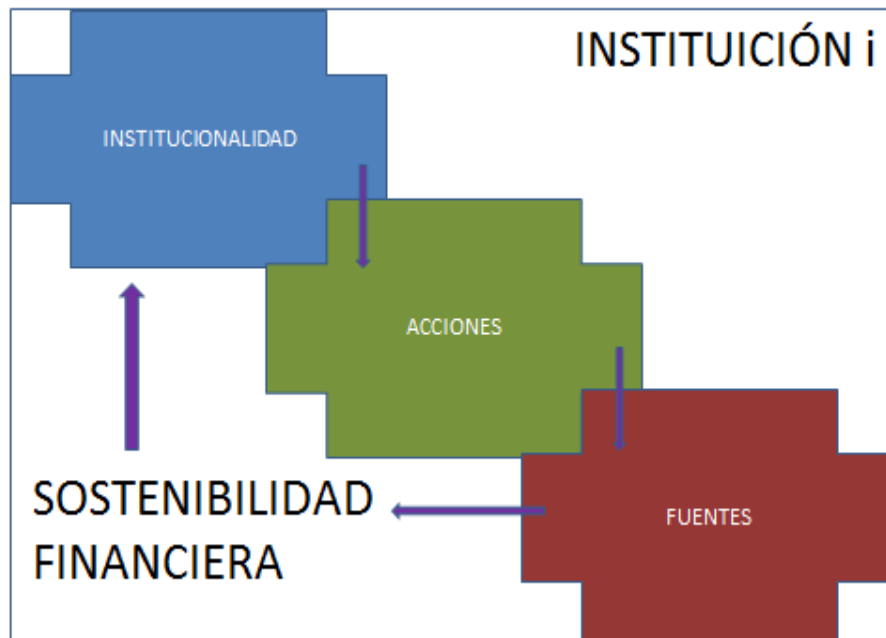 INSTITUICIÓN i
INSTITUCIONALIDAD
ACCIONES
SOSTENIBILIDAD
FINANCIERA
FUENTES